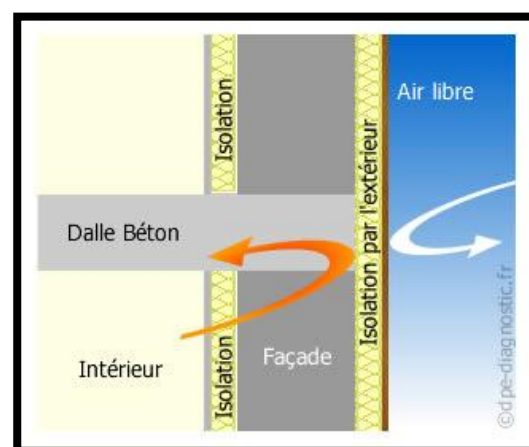 Isolation
Air libre
Isolation par l'extérieur
Dalle Béton
Intérieur
Isolation
Façade
©dpe-diagnostic.fr